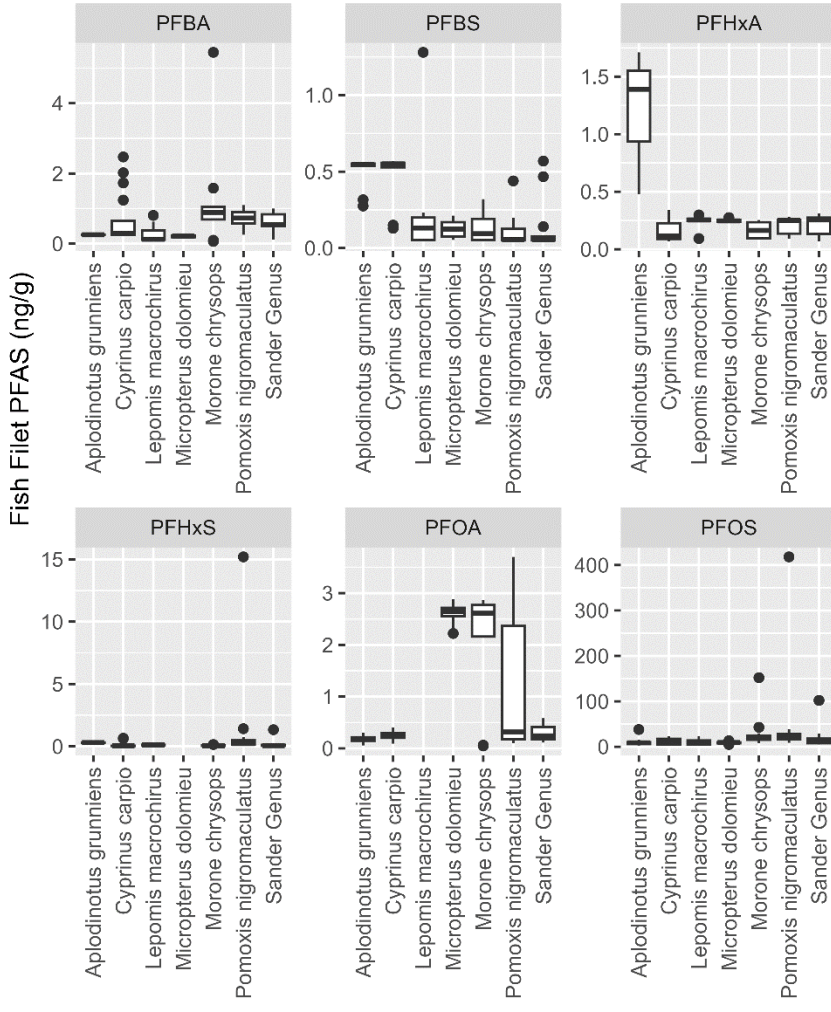 Fish Filet PFAS (ng/g)
PFBA
4
2
0
Aplodinotus grunniens
Cyprinus carpio
Lepomis macrochirus
Micropterus dolomieu
Morone chrysops
Pomoxis nigromaculatus
Sander Genus
PFBS
1.0
0.5
0.0
Aplodinotus grunniens
Cyprinus carpio
Lepomis macrochirus
Micropterus dolomieu
Morone chrysops
Pomoxis nigromaculatus
Sander Genus
PFHxA
1.5
1.0
0.5
0.0
Aplodinotus grunniens
Cyprinus carpio
Lepomis macrochirus
Micropterus dolomieu
Morone chrysops
Pomoxis nigromaculatus
Sander Genus
PFHxS
15
10
5
0
Aplodinotus grunniens
Cyprinus carpio
Lepomis macrochirus
Micropterus dolomieu
Morone chrysops
Pomoxis nigromaculatus
Sander Genus
PFOA
3
2
1
0
Aplodinotus grunniens
Cyprinus carpio
Lepomis macrochirus
Micropterus dolomieu
Morone chrysops
Pomoxis nigromaculatus
Sander Genus
PFOS
400
300
200
100
0
Aplodinotus grunniens
Cyprinus carpio
Lepomis macrochirus
Micropterus dolomieu
Morone chrysops
Pomoxis nigromaculatus
Sander Genus